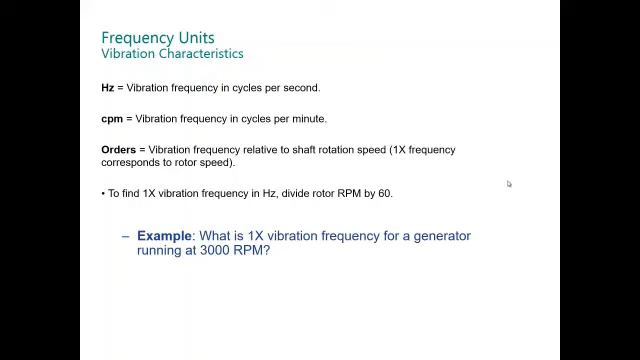 Frequency Units
Vibration Characteristics
Hz = Vibration frequency in cycles per second.
cpm = Vibration frequency in cycles per minute.
Orders = Vibration frequency relative to shaft rotation speed (1X frequency
corresponds to rotor speed).
• To find 1X vibration frequency in Hz, divide rotor RPM by 60.
– Example: What is 1X vibration frequency for a generator
running at 3000 RPM?